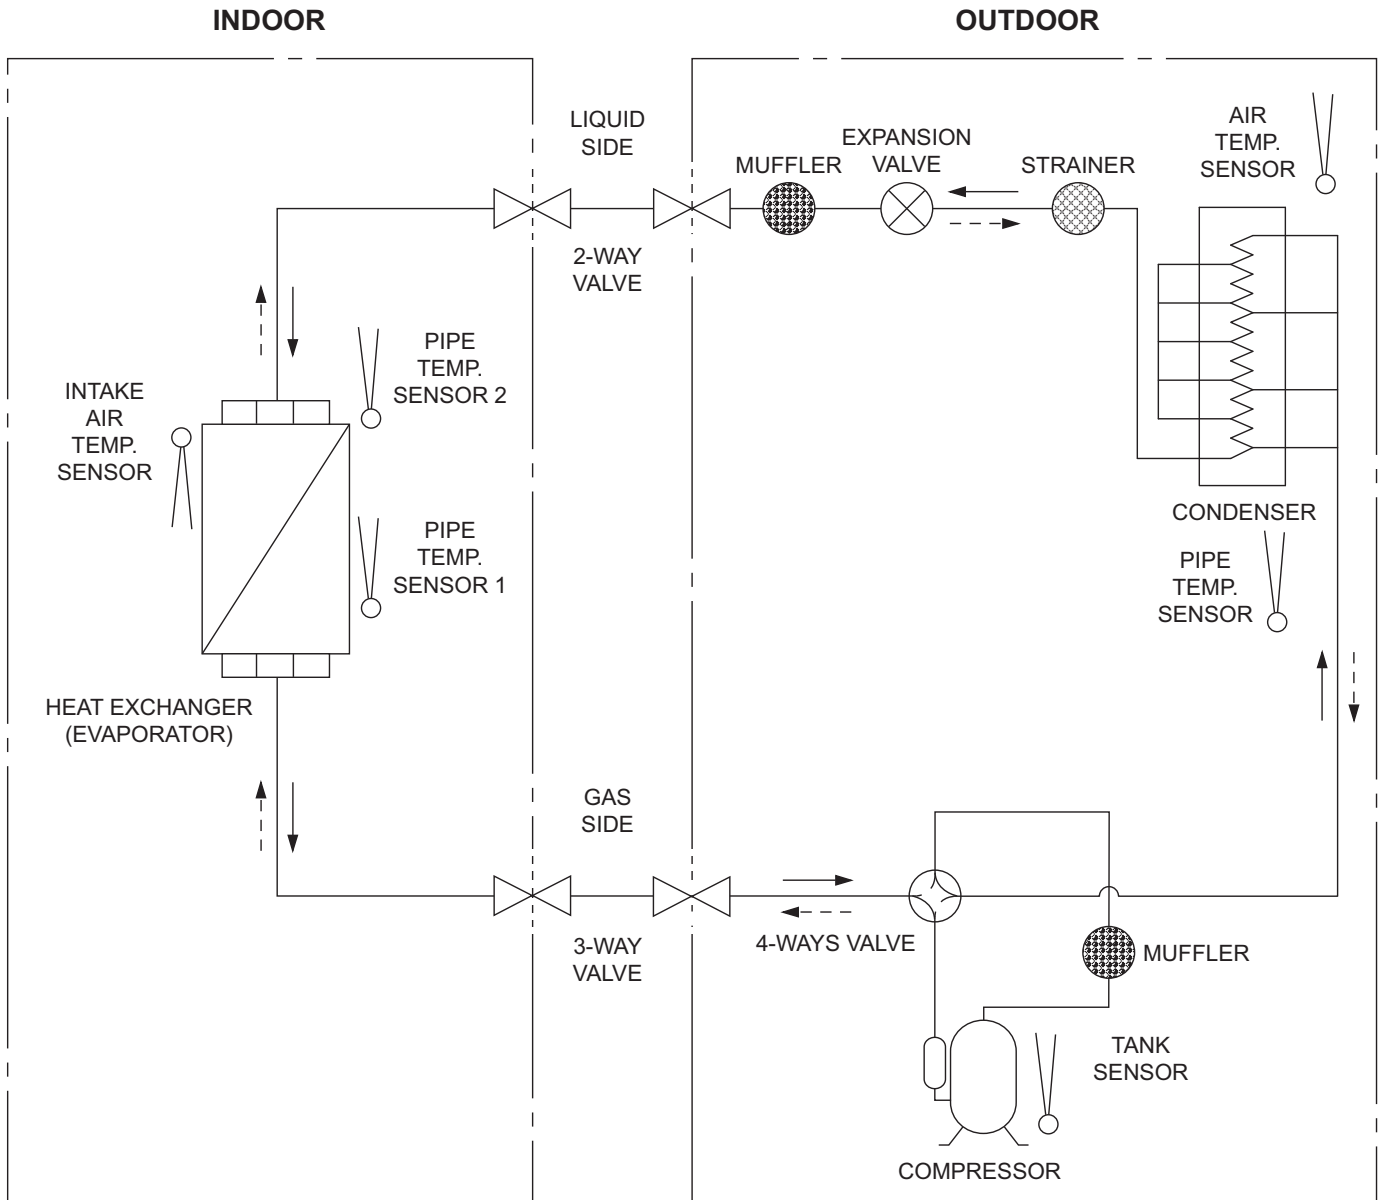 INDOOR
OUTDOOR
LIQUID
SIDE
MUFFLER
EXPANSION
VALVE
STRAINER
AIR
TEMP.
SENSOR
2-WAY
VALVE
PIPE
TEMP.
SENSOR 2
INTAKE
AIR
TEMP.
SENSOR
PIPE
TEMP.
SENSOR 1
CONDENSER
PIPE
TEMP.
SENSOR
HEAT EXCHANGER
(EVAPORATOR)
GAS
SIDE
3-WAY
VALVE
4-WAYS VALVE
MUFFLER
TANK
SENSOR
COMPRESSOR